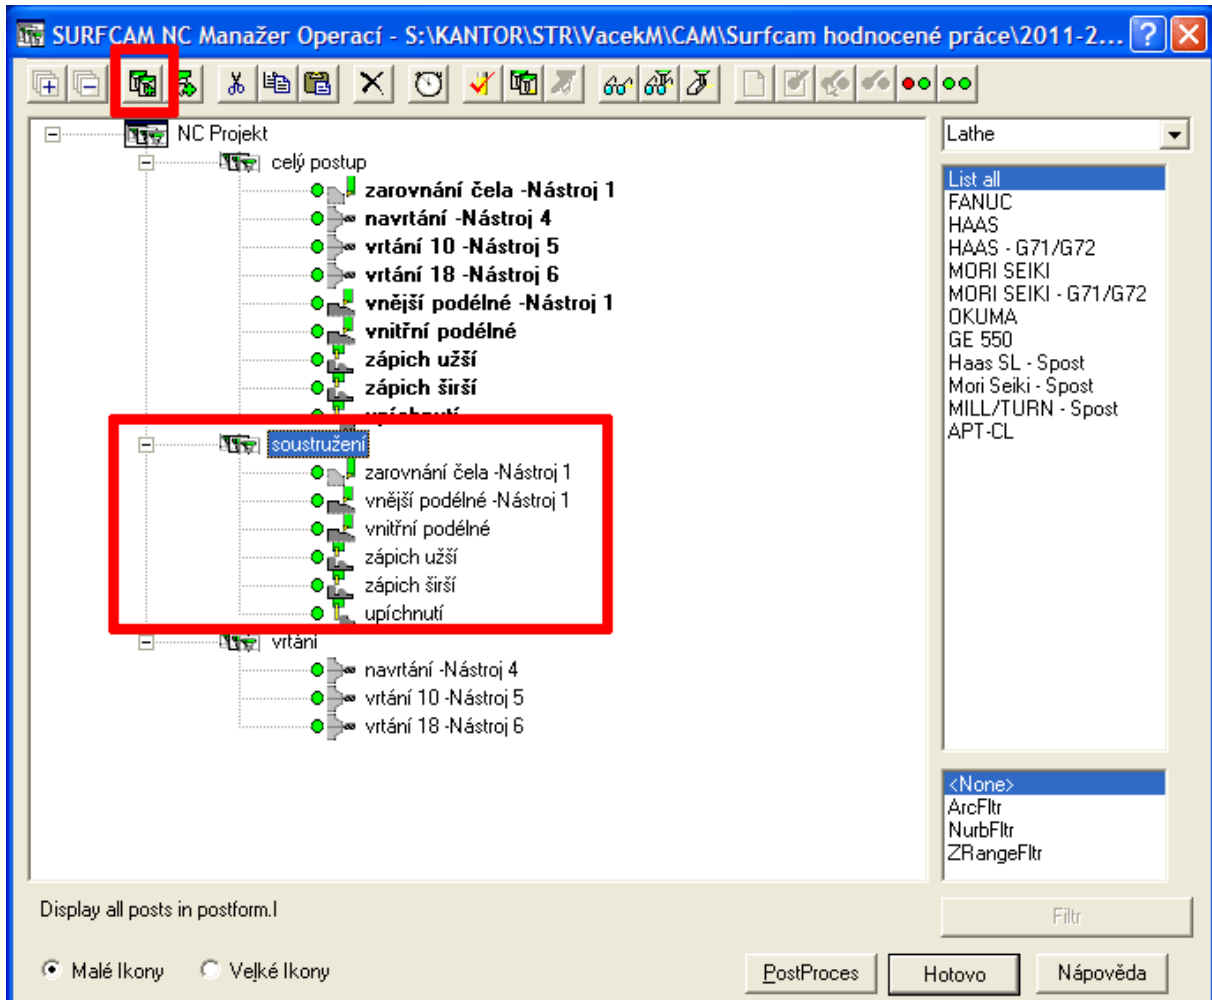 SURFCAM NC Manažer Operací - S:\KANTOR\STR\VacekM\CAM\Surfcam hodnocené práce\2011-2...
NC Projekt
celý postup
zarovnání čela -Nástroj 1
navrtání -Nástroj 4
vrtání 10 -Nástroj 5
vrtání 18 -Nástroj 6
vnější podélné -Nástroj 1
vnitřní podélné
zápich užší
zápich širší
upíchnutí
soustružení
zarovnání čela -Nástroj 1
vnější podélné -Nástroj 1
vnitřní podélné
zápich užší
zápich širší
upíchnutí
vrtání
navrtání -Nástroj 4
vrtání 10 -Nástroj 5
vrtání 18 -Nástroj 6
Lathe
List all
FANUC
HAAS
HAAS - G71/G72
MORI SEIKI
MORI SEIKI - G71/G72
OKUMA
GE 550
Haas SL - Spost
Mori Seiki - Spost
MILL/TURN - Spost
APT-CL
<None>
ArcFltr
NurbFltr
ZRangeFltr
Display all posts in postform.l
Filtr
Malé Ikony
Velké Ikony
PostProces
Hotovo
Nápověda